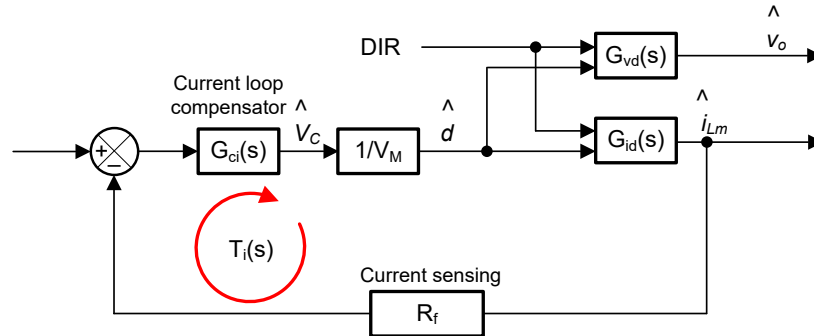 DIR
^
v_o
G_vd(s)
Current loop
compensator
^
V_C
^
d
^
i_Lm
+
−
G_ci(s)
1/V_M
G_id(s)
T_i(s)
Current sensing
R_f